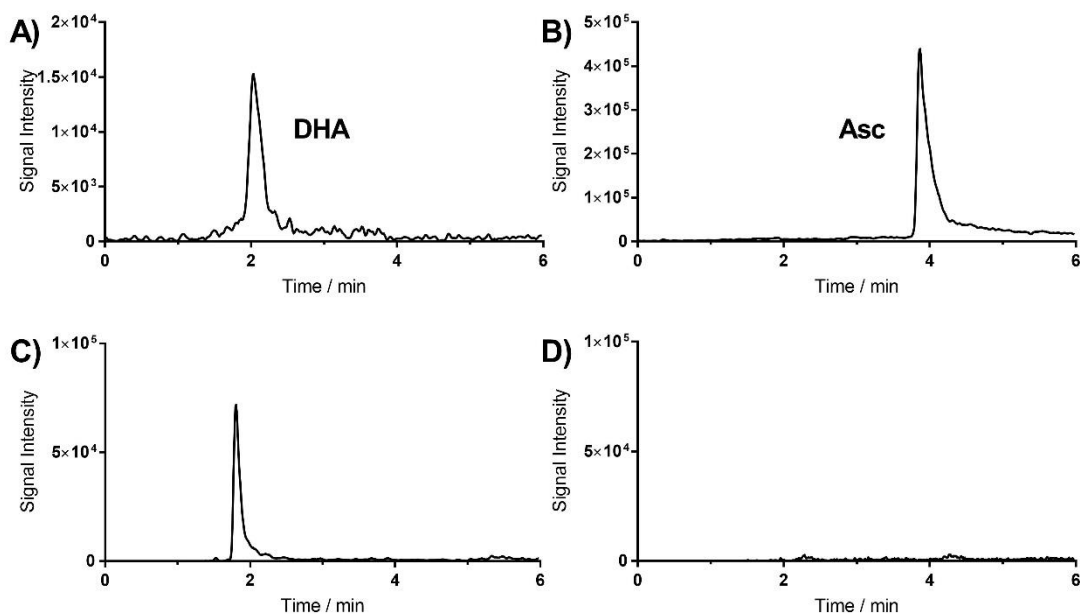 A)
2×10⁴
1.5×10⁴
1×10⁴
5×10³
0
Signal Intensity
DHA
0 2 4 6
Time / min
B)
5×10⁵
4×10⁵
3×10⁵
2×10⁵
1×10⁵
0
Signal Intensity
Asc
0 2 4 6
Time / min
C)
1×10⁵
5×10⁴
0
Signal Intensity
0 2 4 6
Time / min
D)
1×10⁵
5×10⁴
0
Signal Intensity
0 2 4 6
Time / min